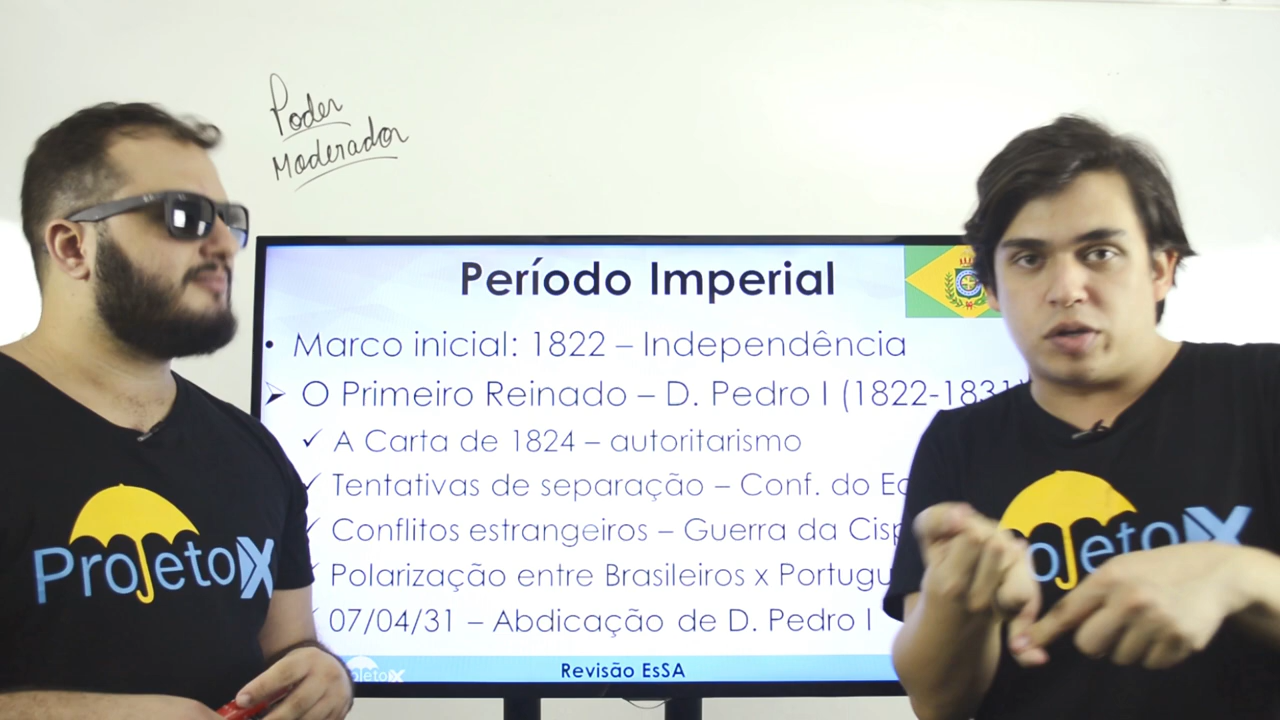 Poder
Moderador
Período Imperial
• Marco inicial: 1822 – Independência
➢ O Primeiro Reinado – D. Pedro I (1822-1831)
✓ A Carta de 1824 – autoritarismo
✓ Tentativas de separação – Conf. do
✓ Conflitos estrangeiros – Guerra da
✓ Polarização entre Brasileiros x
✓ 07/04/31 – Abdicação de D. Pedro I
Revisão EsSA
ProjetoX